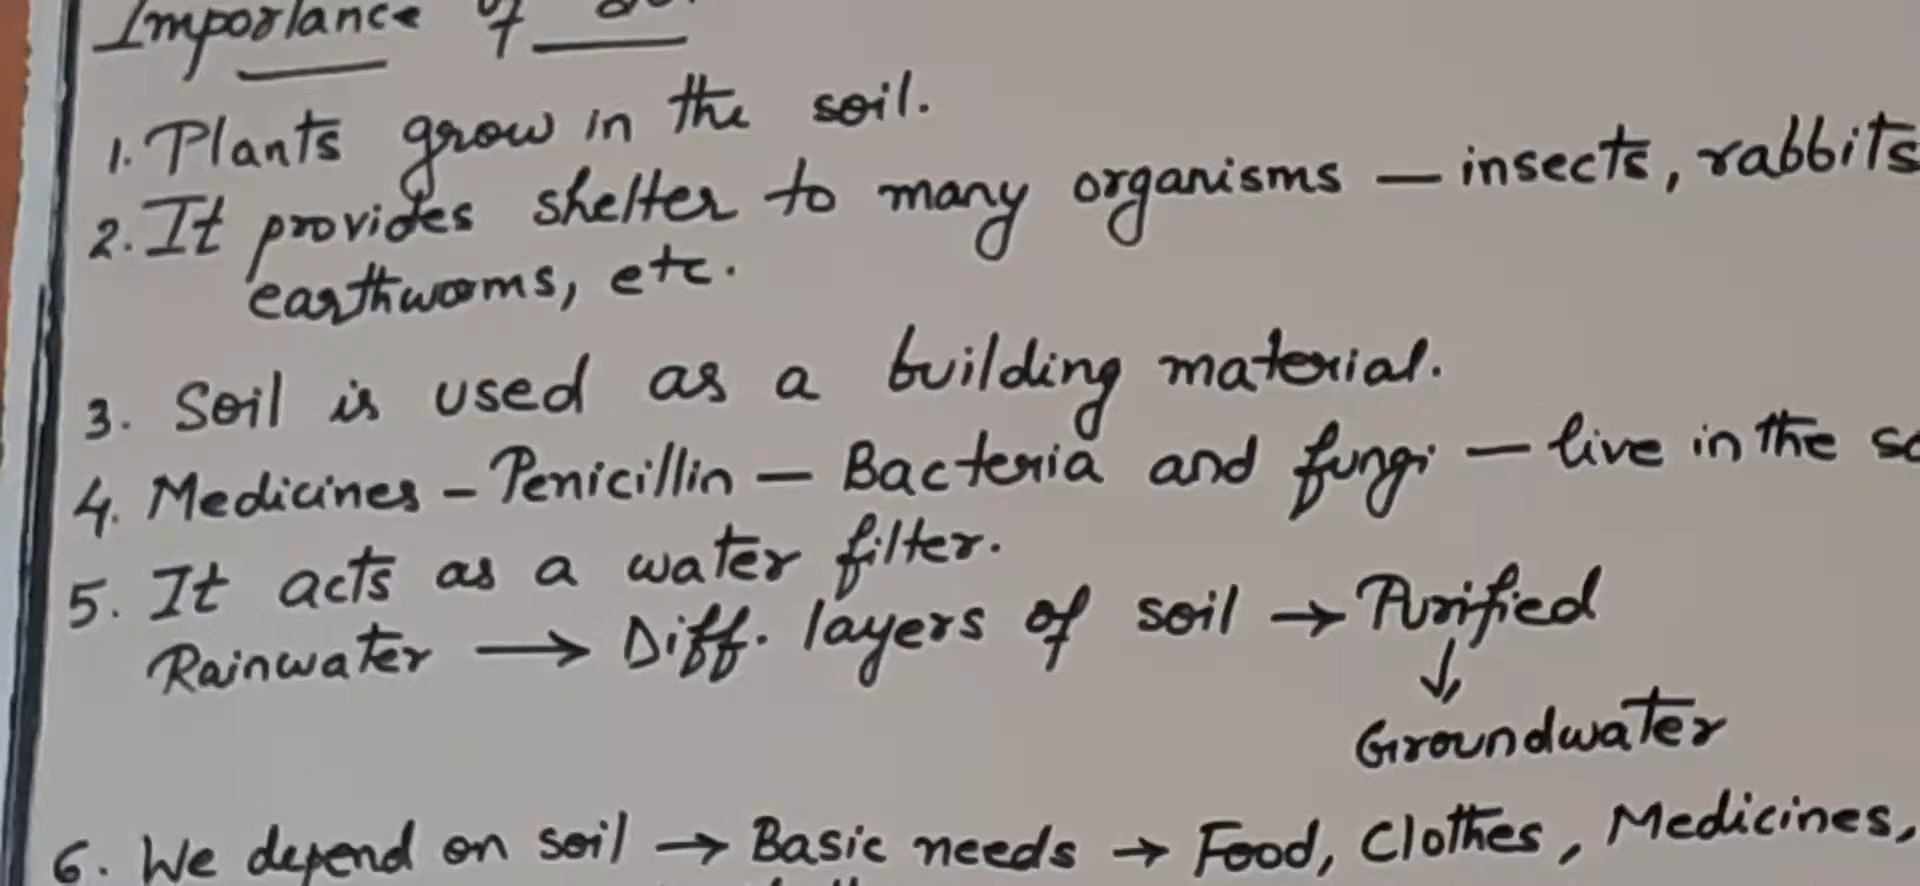 Importance of
1. Plants grow in the soil.
2. It provides shelter to many organisms — insects, rabbits
earthworms, etc.
3. Soil is used as a building material.
4. Medicines - Penicillin — Bacteria and fungi — live in the
5. It acts as a water filter.
Rainwater → Diff. layers of soil → Purified
↓
Groundwater
6. We depend on soil → Basic needs → Food, Clothes, Medicines,